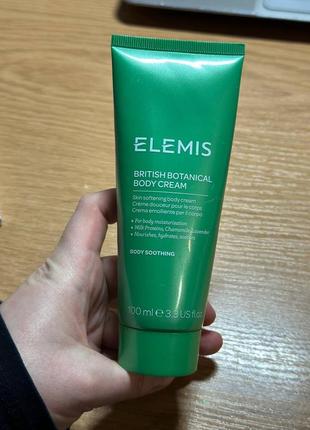 ELEMIS
BRITISH BOTANICAL
BODY CREAM
Skin softening body cream
Crème douceur pour le corps
Crema emolliente per il corpo
• For body moisturisation
• Milk Proteins, Chamomile, Lavender
• Nourishes, hydrates, soothes
BODY SOOTHING
100 ml ℮ 3.3 US fl.oz